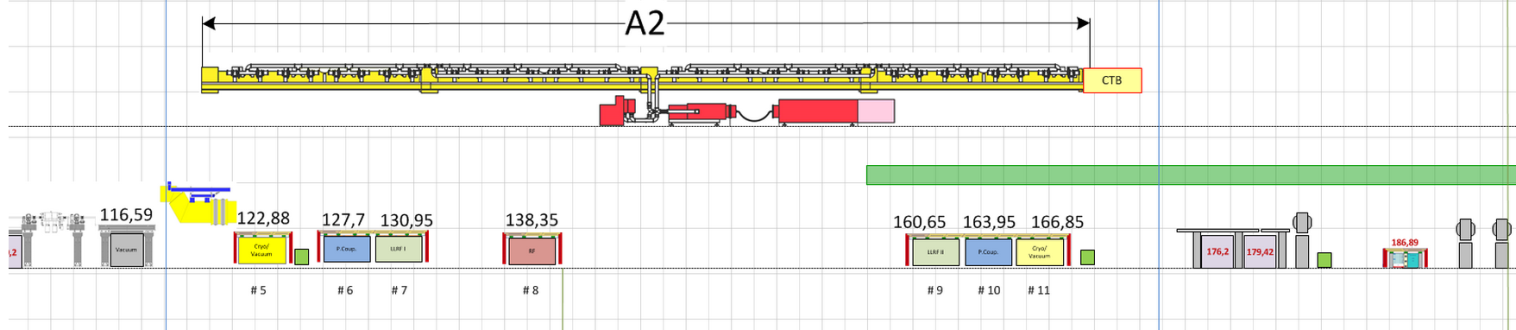 A2
CTB
116,59
122,88
127,7
130,95
138,35
160,65
163,95
166,85
186,89
,2
Vacuum
Cryo/
Vacuum
P.Coup.
LLRF I
RF
LLRF II
P.Coup.
Cryo/
Vacuum
176,2
179,42
# 5
# 6
# 7
# 8
# 9
# 10
# 11